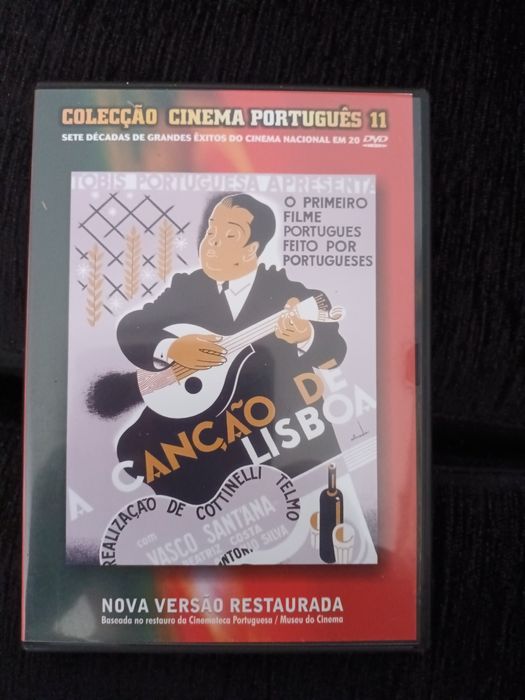 COLECÇÃO CINEMA PORTUGUÊS 11
SETE DÉCADAS DE GRANDES ÊXITOS DO CINEMA NACIONAL EM 20 DVD
TOBIS PORTUGUESA APRESENTA
O PRIMEIRO
FILME
PORTUGUES
FEITO POR
PORTUGUESES
A CANÇÃO DE
LISBOA
REALIZAÇÃO DE COTTINELLI TELMO
com
VASCO SANTANA
BEATRIZ COSTA
ANTÓNIO SILVA
NOVA VERSÃO RESTAURADA
Baseada no restauro da Cinemateca Portuguesa / Museu do Cinema